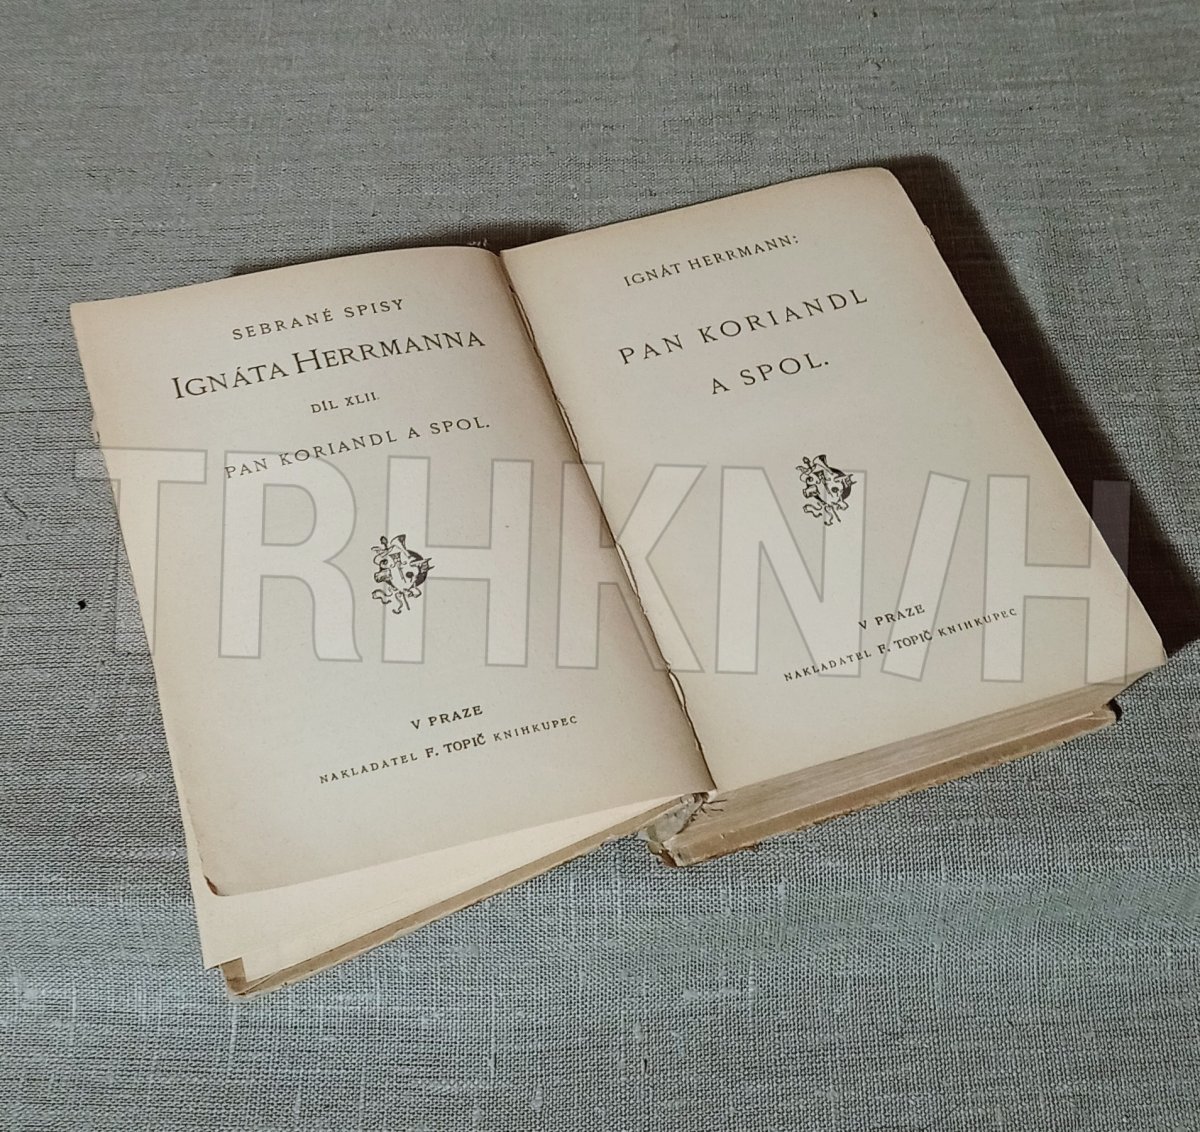 SEBRANÉ SPISY
IGNÁTA HERRMANNA
DÍL XLII.
PAN KORIANDL A SPOL.
V PRAZE
NAKLADATEL F. TOPIČ KNIHKUPEC
IGNÁT HERRMANN:
PAN KORIANDL
A SPOL.
V PRAZE
NAKLADATEL F. TOPIČ KNIHKUPEC
TRHKN/H